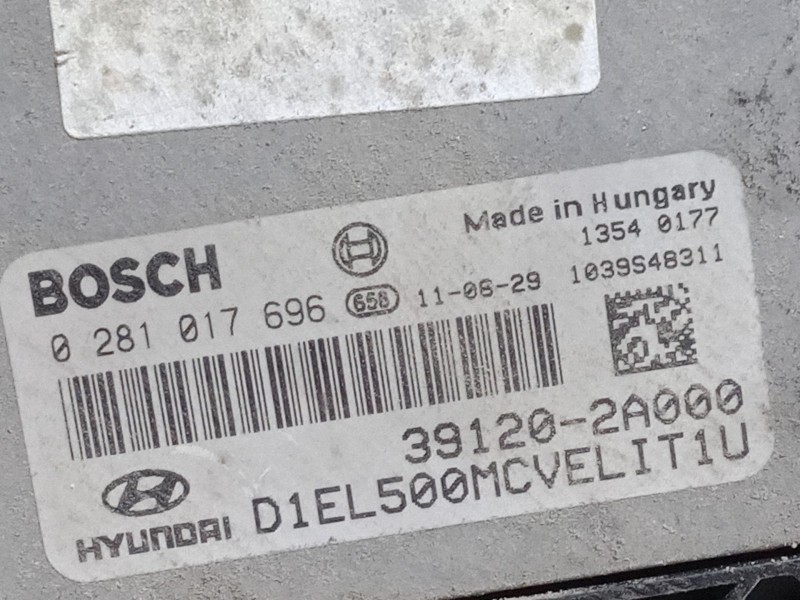 BOSCH
Made in Hungary
1354 0177
0 281 017 696 658 11-06-29 1039S48311
39120-2A000
HYUNDAI D1EL500MCVELIT1U